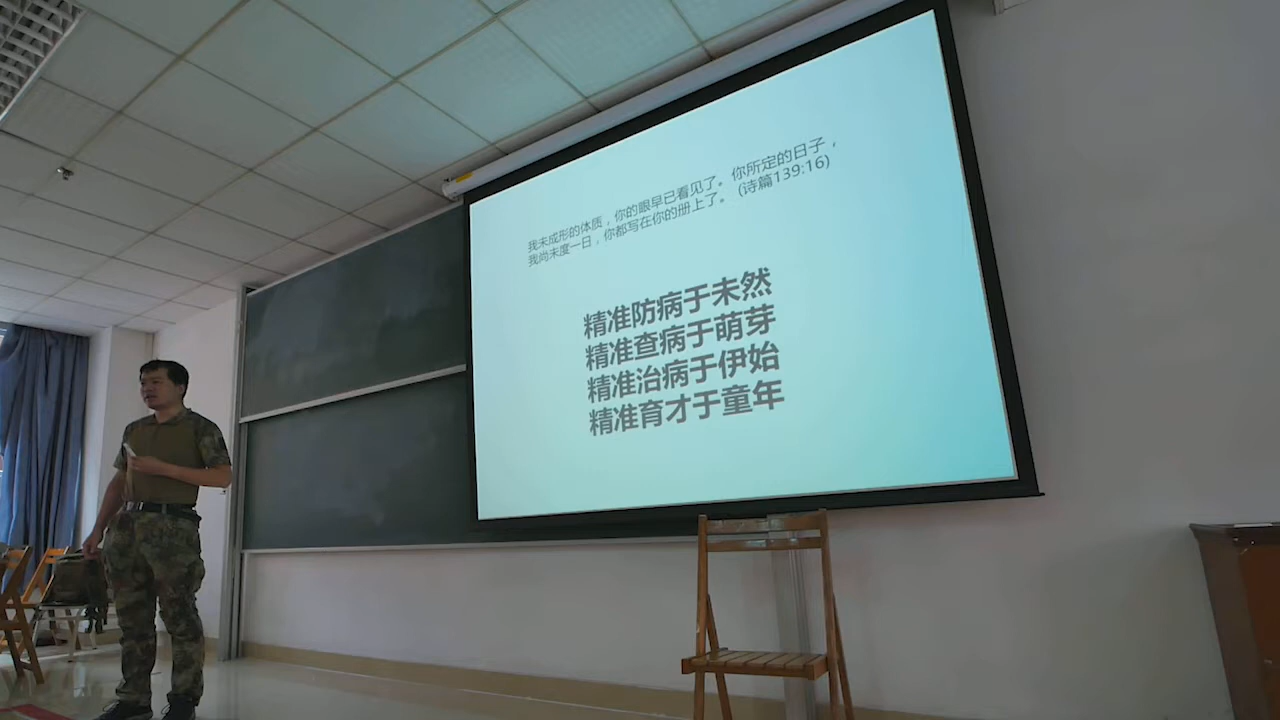 我未成形的体质，你的眼早已看见了。你所定的日子，
我尚未度一日，你都写在你的册上了。 (诗篇139:16)
精准防病于未然
精准查病于萌芽
精准治病于伊始
精准育才于童年